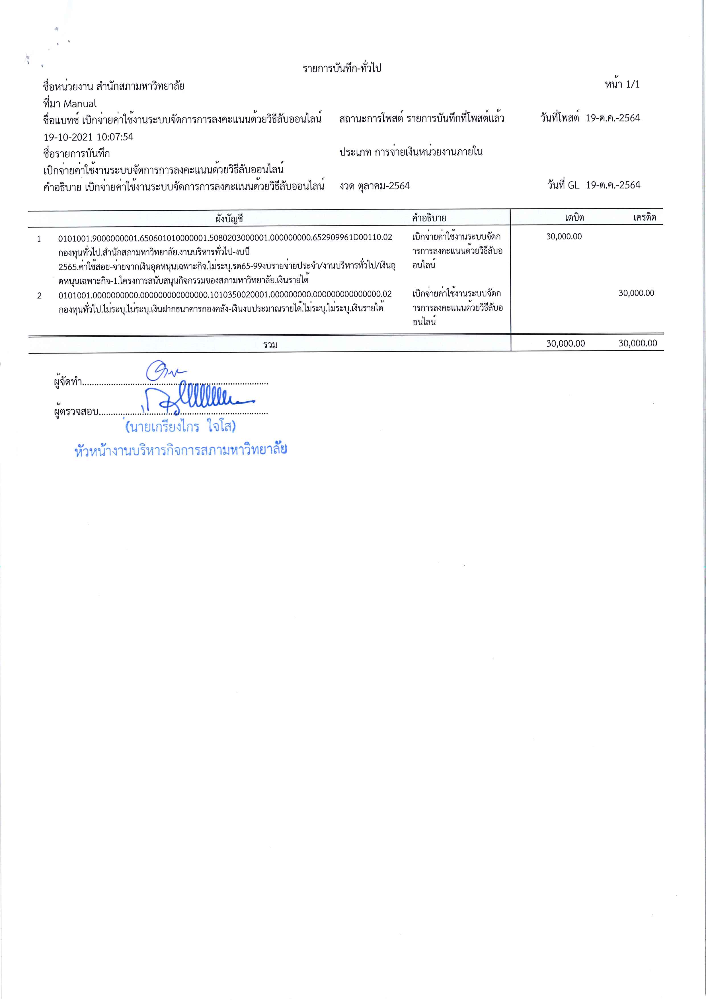 รายการบันทึก-ทั่วไป
ชื่อหน่วยงาน สำนักสภามหาวิทยาลัย หน้า 1/1
ที่มา Manual
ชื่อแบทช์ เบิกจ่ายค่าใช้งานระบบจัดการการลงคะแนนด้วยวิธีลับออนไลน์ สถานะการโพสต์ รายการบันทึกที่โพสต์แล้ว วันที่โพสต์ 19-ต.ค.-2564
19-10-2021 10:07:54
ชื่อรายการบันทึก ประเภท การจ่ายเงินหน่วยงานภายใน
เบิกจ่ายค่าใช้งานระบบจัดการการลงคะแนนด้วยวิธีลับออนไลน์
คำอธิบาย เบิกจ่ายค่าใช้งานระบบจัดการการลงคะแนนด้วยวิธีลับออนไลน์ งวด ตุลาคม-2564 วันที่ GL 19-ต.ค.-2564
ผังบัญชี คำอธิบาย เดบิต เครดิต
1 0101001.9000000001.650601010000001.5080203000001.000000000.652909961D00110.02 เบิกจ่ายค่าใช้งานระบบจัดก 30,000.00
กองทุนทั่วไป.สำนักสภามหาวิทยาลัย.งานบริหารทั่วไป-งบปี ารการลงคะแนนด้วยวิธีลับอ
2565.ค่าใช้สอย-จ่ายจากเงินอุดหนุนเฉพาะกิจ.ไม่ระบุ.รด65-99งบรายจ่ายประจำ/งานบริหารทั่วไป/เงินอุ อนไลน์
ดหนุนเฉพาะกิจ-1.โครงการสนับสนุนกิจกรรมของสภามหาวิทยาลัย.เงินรายได้
2 0101001.0000000000.000000000000000.1010350020001.000000000.000000000000000.02 เบิกจ่ายค่าใช้งานระบบจัดก 30,000.00
กองทุนทั่วไป.ไม่ระบุ.ไม่ระบุ.เงินฝากธนาคารกองคลัง-เงินงบประมาณรายได้.ไม่ระบุ.ไม่ระบุ.เงินรายได้ ารการลงคะแนนด้วยวิธีลับอ
อนไลน์
รวม 30,000.00 30,000.00
ผู้จัดทำ
ผู้ตรวจสอบ
(นายเกรียงไกร ใจโส)
หัวหน้างานบริหารกิจการสภามหาวิทยาลัย